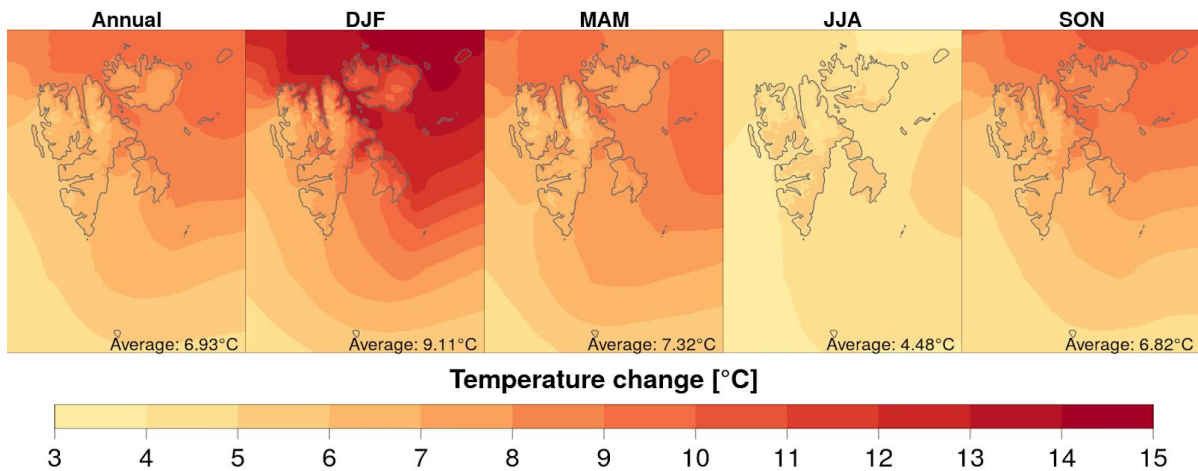 Annual DJF MAM JJA SON
Average: 6.93°C Average: 9.11°C Average: 7.32°C Average: 4.48°C Average: 6.82°C
Temperature change [°C]
3 4 5 6 7 8 9 10 11 12 13 14 15